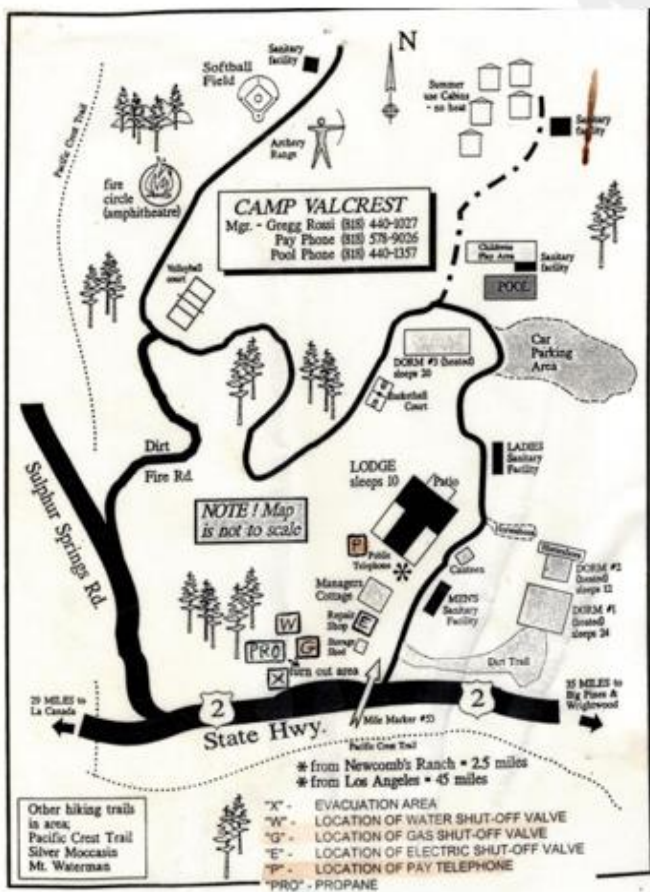 N
Sanitary
facility
Softball
Field
Summer
use Cabins
- no heat
Sanitary
facility
Pacific Crest Trail
Archery
Range
fire
circle
(amphitheatre)
CAMP VALCREST
Mgr. - Gregg Rossi (818) 440-1027
Pay Phone (818) 578-9026
Pool Phone (818) 440-1357
Childrens
Play Area
Sanitary
facility
POOL
Volleyball
court
Car
Parking
Area
DORM #3 (heated)
sleeps 20
Basketball
Court
Dirt
Fire Rd.
LADIES
Sanitary
Facility
LODGE
sleeps 10
Patio
Sulphur Springs Rd.
NOTE! Map
is not to scale
P
Public
Telephone
Canteen
DORM #2
(heated)
sleeps 12
Managers
Cottage
MEN'S
Sanitary
Facility
DORM #1
(heated)
sleeps 24
W
Repair
Shop
E
PRO
G
Storage
Shed
Dirt Trail
X
turn out area
29 MILES to
La Canada
2
State Hwy.
2
35 MILES to
Big Pines &
Wrightwood
Mile Marker #53
Pacific Crest Trail
* from Newcomb's Ranch = 2.5 miles
* from Los Angeles = 45 miles
Other hiking trails
in area;
Pacific Crest Trail
Silver Moccasin
Mt. Waterman
"X" - EVACUATION AREA
"W" - LOCATION OF WATER SHUT-OFF VALVE
"G" - LOCATION OF GAS SHUT-OFF VALVE
"E" - LOCATION OF ELECTRIC SHUT-OFF VALVE
"P" - LOCATION OF PAY TELEPHONE
"PRO" - PROPANE